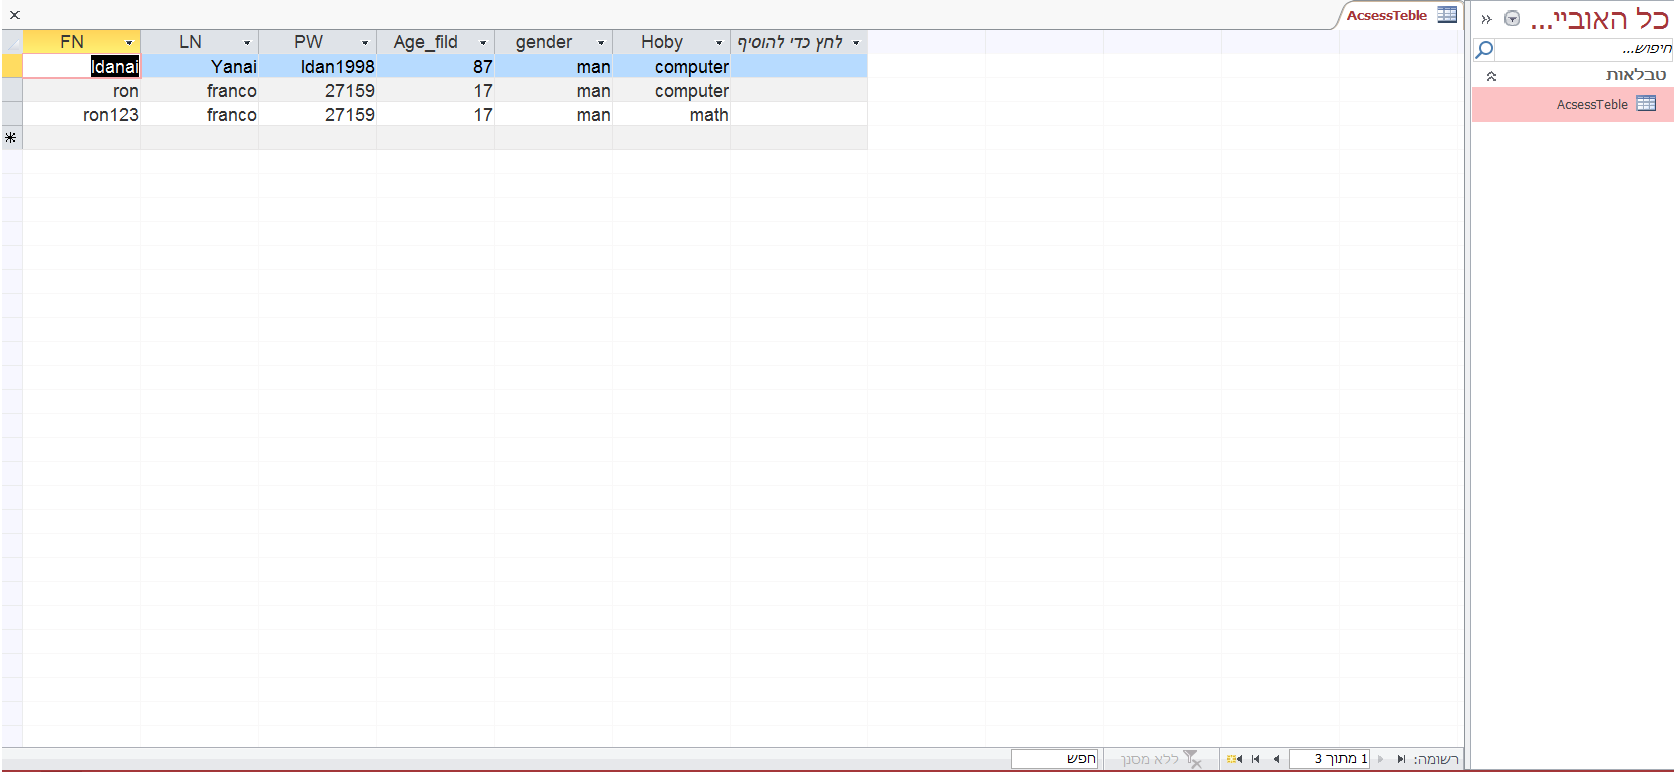 AcsessTeble
כל האוביי...
חיפוש...
טבלאות
AcsessTeble
FN LN PW Age_fild gender Hoby לחץ כדי להוסיף
Idanai Yanai Idan1998 87 man computer
ron franco 27159 17 man computer
ron123 franco 27159 17 man math
רשומה: 1 מתוך 3 ללא מסנן חפש